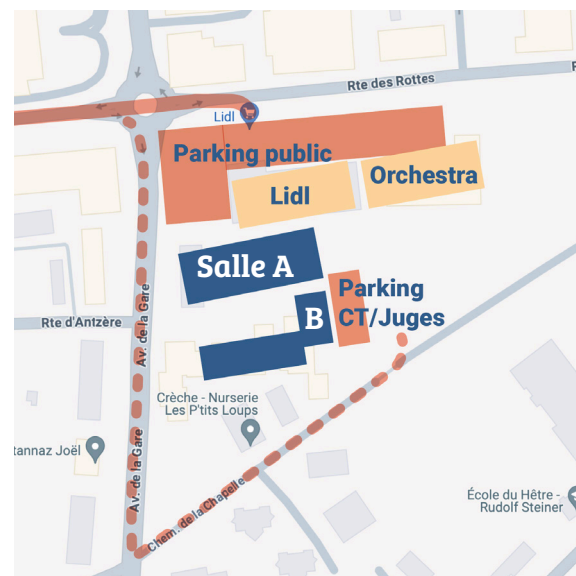 Rte des Rottes
R
Lidl
Parking public
Orchestra
Lidl
Salle A
Parking
CT/Juges
B
Rte d'Antzère
Av. de la Gare
Crèche - Nurserie
Les P'tits Loups
tannaz Joël
Av. de la Gare
Chem. de la Chapelle
École du Hêtre -
Rudolf Steiner